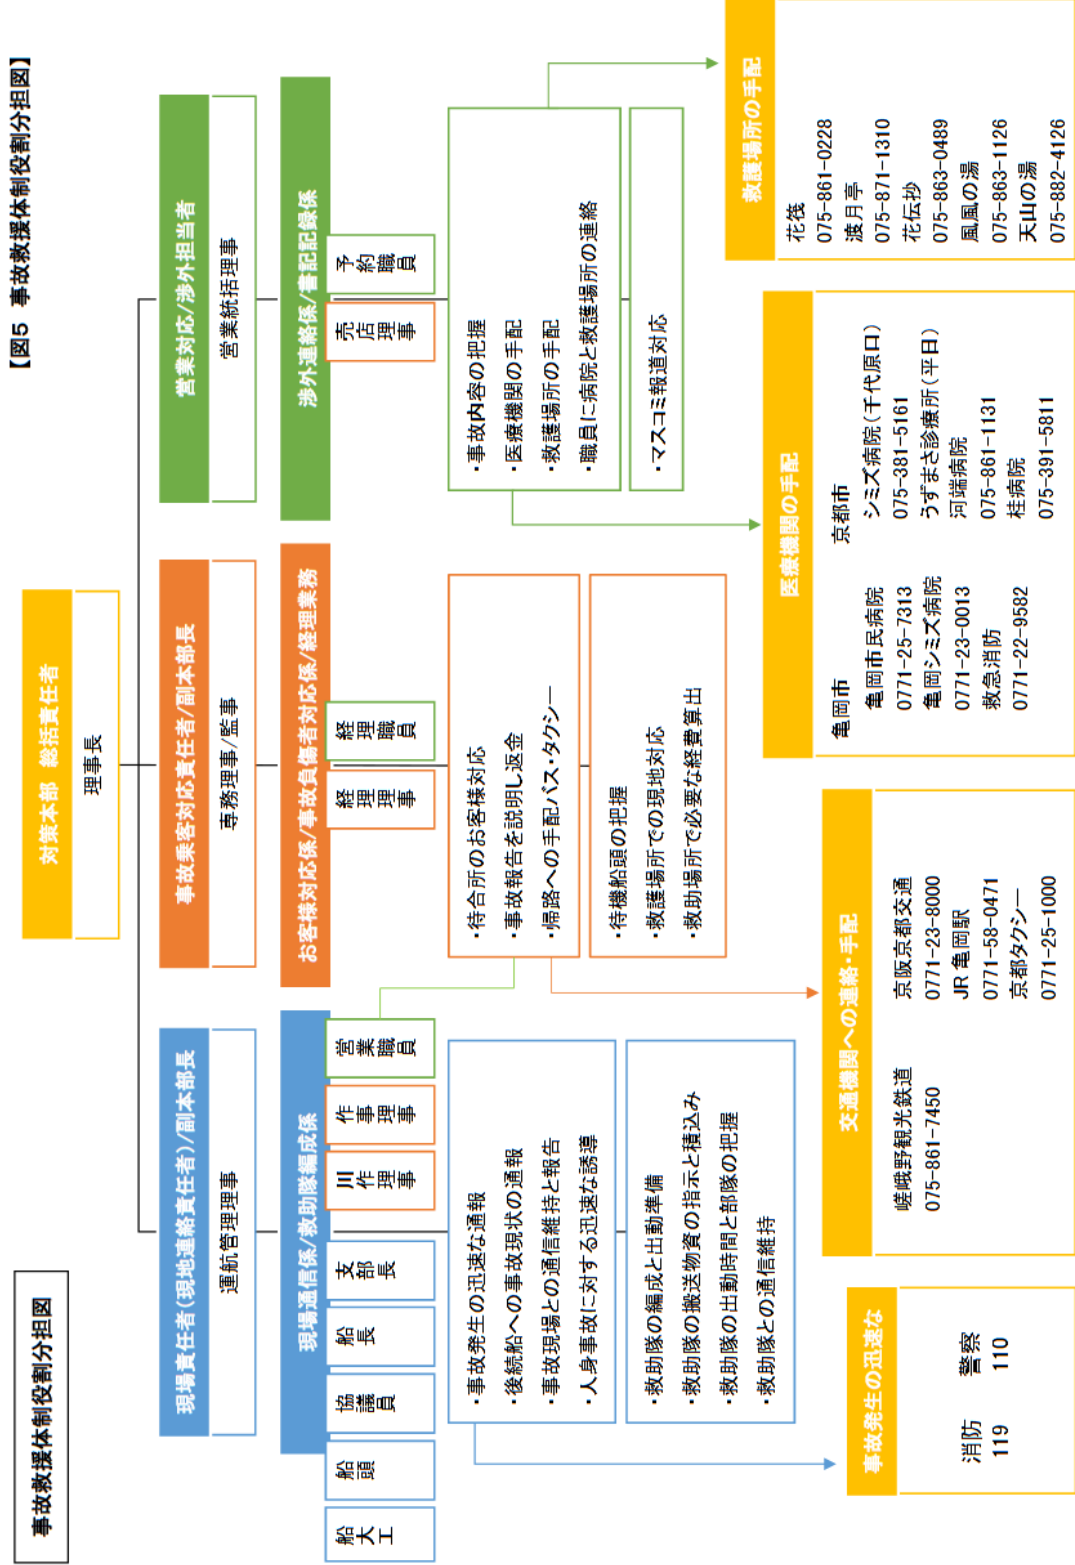 【図5 事故救援体制役割分担図】
事故救援体制役割分担図
対策本部 総括責任者
理事長
現場責任者(現地連絡責任者)/副本部長
運航管理理事
事故乗客対応責任者/副本部長
専務理事/監事
営業対応/渉外担当者
営業統括理事
現場通信係/救助隊編成係
船大工
船頭
協議員
船長
支部長
川作理事
作事理事
営業職員
お客様対応係/事故負傷者対応係/経理業務
経理理事
経理職員
渉外連絡係/書記記録係
売店理事
予約職員
・事故発生の迅速な通報
・後続船への事故現状の通報
・事故現場との通信維持と報告
・人身事故に対する迅速な誘導
・救助隊の編成と出動準備
・救助隊の搬送物資の指示と積込み
・救助隊の出動時間と部隊の把握
・救助隊との通信維持
・待合所のお客様対応
・事故報告を説明し返金
・帰路への手配バス・タクシー
・待機船頭の把握
・救護場所での現地対応
・救助場所で必要な経費算出
・事故内容の把握
・医療機関の手配
・救護場所の手配
・職員に病院と救護場所の連絡
・マスコミ報道対応
事故発生の迅速な
消防
119
警察
110
交通機関への連絡・手配
嵯峨野観光鉄道
075-861-7450
京阪京都交通
0771-23-8000
JR亀岡駅
0771-58-0471
京都タクシー
0771-25-1000
医療機関の手配
亀岡市
亀岡市民病院
0771-25-7313
亀岡シミズ病院
0771-23-0013
救急消防
0771-22-9582
京都市
シミズ病院(千代原口)
075-381-5161
うずまさ診療所(平日)
河端病院
075-861-1131
桂病院
075-391-5811
救護場所の手配
花筏
075-861-0228
渡月亭
075-871-1310
花伝抄
075-863-0489
風風の湯
075-863-1126
天山の湯
075-882-4126